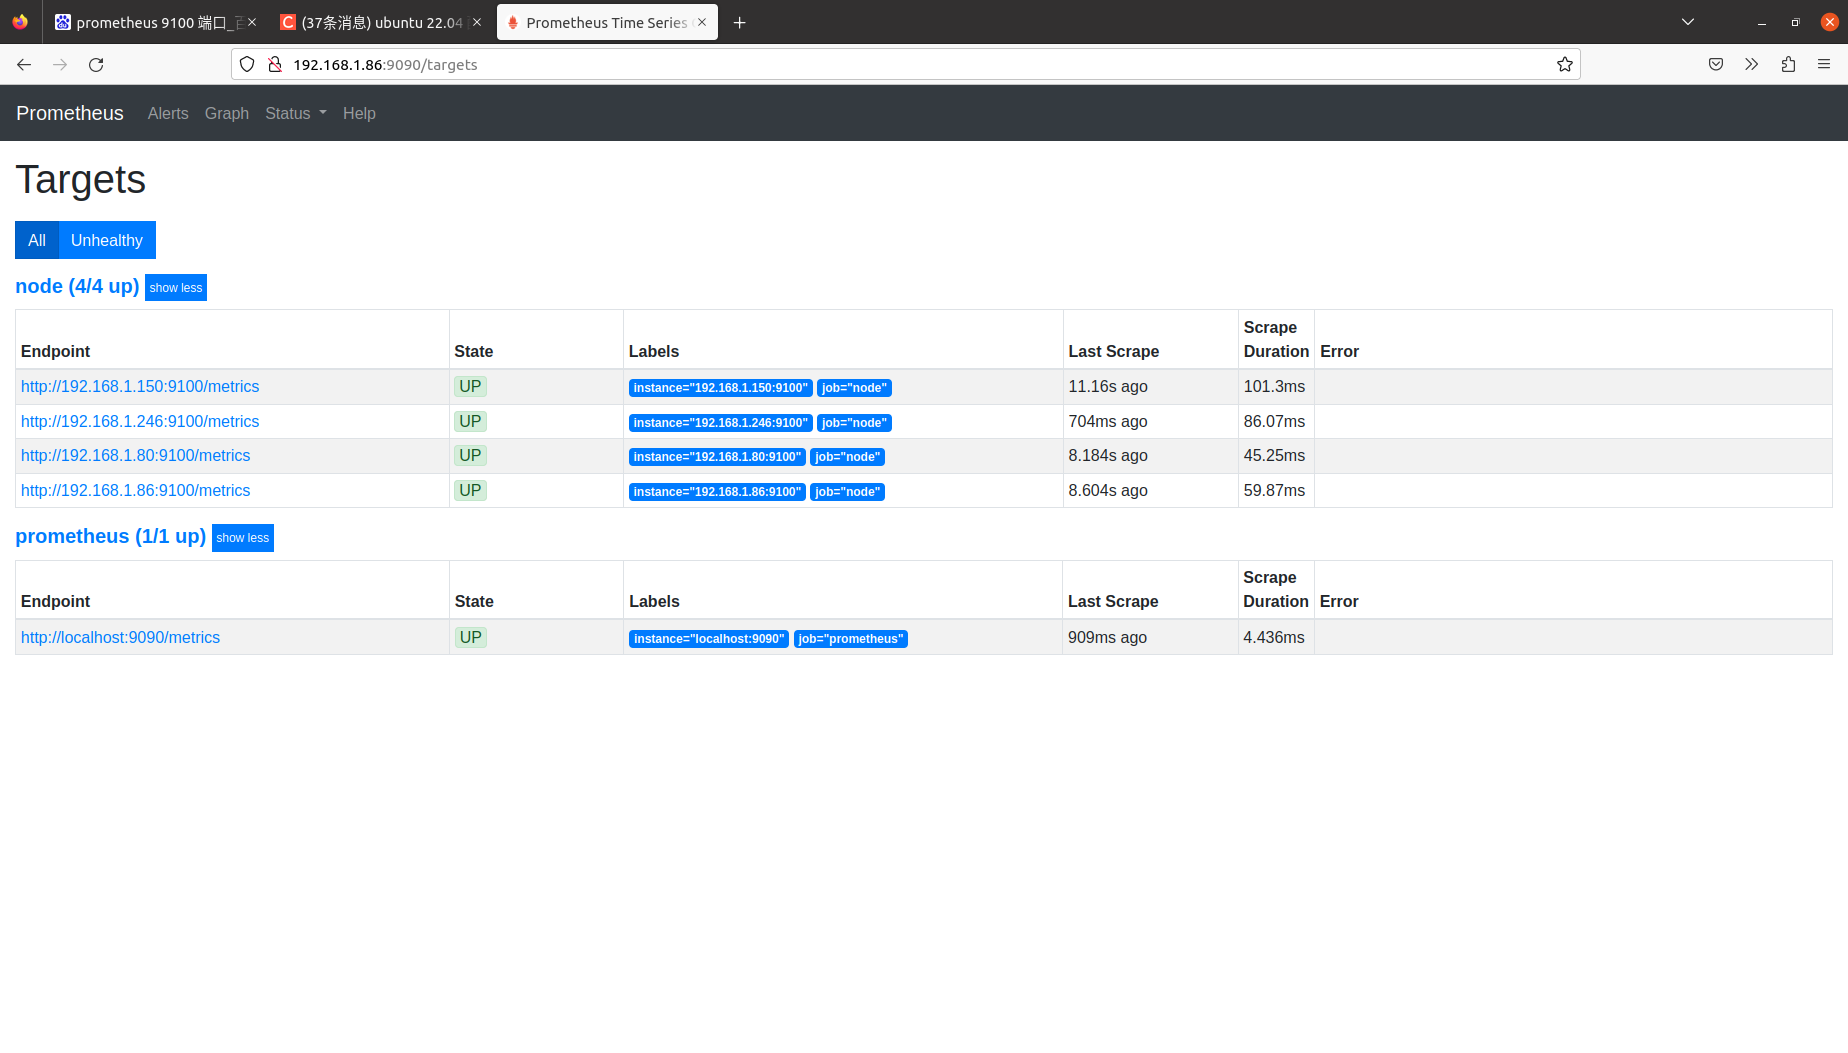 prometheus 9100 端口_百
(37条消息) ubuntu 22.04
Prometheus Time Series
192.168.1.86:9090/targets
Prometheus Alerts Graph Status Help
Targets
All Unhealthy
node (4/4 up) show less
Endpoint State Labels Last Scrape Scrape Duration Error
http://192.168.1.150:9100/metrics UP instance="192.168.1.150:9100" job="node" 11.16s ago 101.3ms
http://192.168.1.246:9100/metrics UP instance="192.168.1.246:9100" job="node" 704ms ago 86.07ms
http://192.168.1.80:9100/metrics UP instance="192.168.1.80:9100" job="node" 8.184s ago 45.25ms
http://192.168.1.86:9100/metrics UP instance="192.168.1.86:9100" job="node" 8.604s ago 59.87ms
prometheus (1/1 up) show less
Endpoint State Labels Last Scrape Scrape Duration Error
http://localhost:9090/metrics UP instance="localhost:9090" job="prometheus" 909ms ago 4.436ms